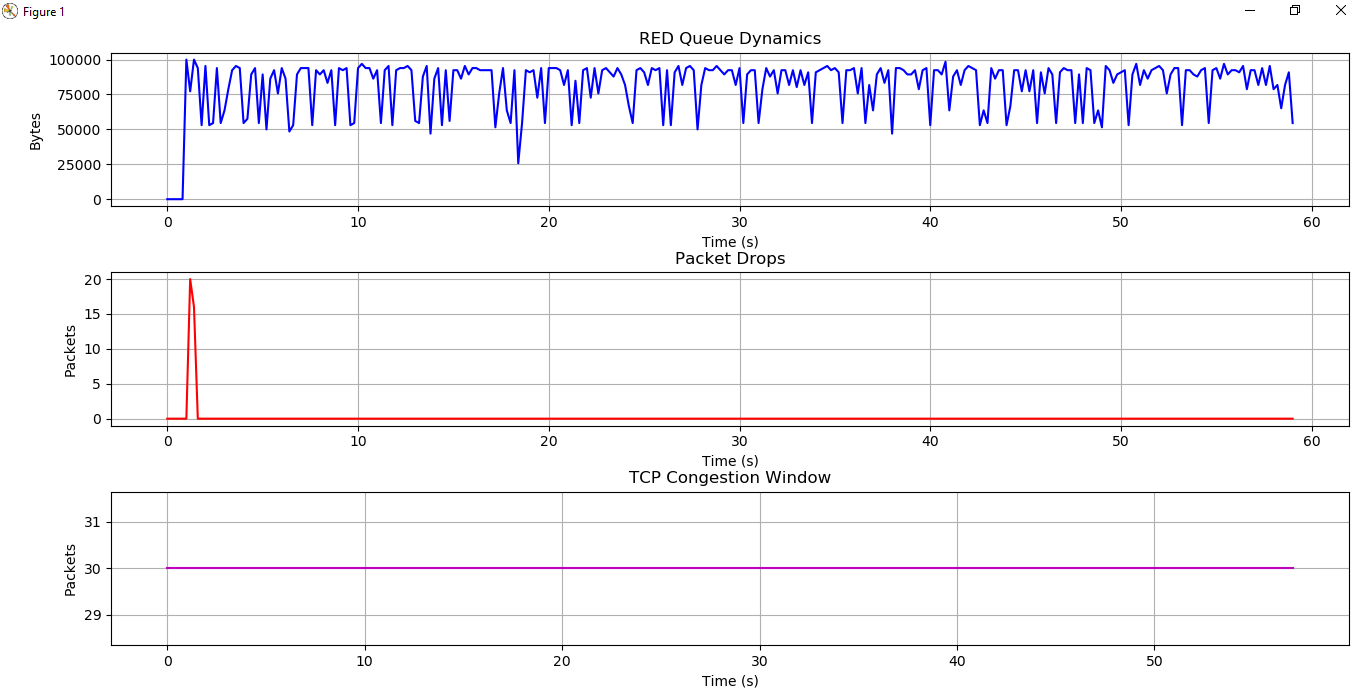 Figure 1
RED Queue Dynamics
100000
75000
50000
25000
0
Bytes
0 10 20 30 40 50 60
Time (s)
Packet Drops
20
15
10
5
0
Packets
0 10 20 30 40 50 60
Time (s)
TCP Congestion Window
31
30
29
Packets
0 10 20 30 40 50
Time (s)